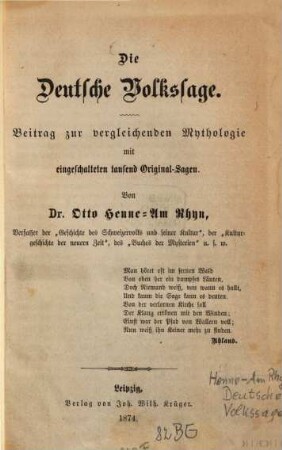 Die
Deutsche Volkssage.
Beitrag zur vergleichenden Mythologie
mit
eingeschalteten tausend Original-Sagen.
Von
Dr. Otto Henne-Am Rhyn,
Verfasser der „Geschichte des Schweizervolks und seiner Kultur“, der „Kultur-
geschichte der neuern Zeit“, des „Buches der Mysterien“ u. s. w.
Man höret oft im fernen Wald
Von oben her ein dumpfes Läuten,
Doch Niemand weiß, von wann es hallt,
Und kaum die Sage kann es deuten.
Von der verlornen Kirche soll
Der Klang ertönen mit den Winden;
Einst war der Pfad von Wallern voll;
Nun weiß ihn keiner mehr zu finden.
Uhland.
Leipzig,
Verlag von Joh. Wilh. Krüger.
1874.
Henne-Am Rhyn
Deutsche
Volkssage
82